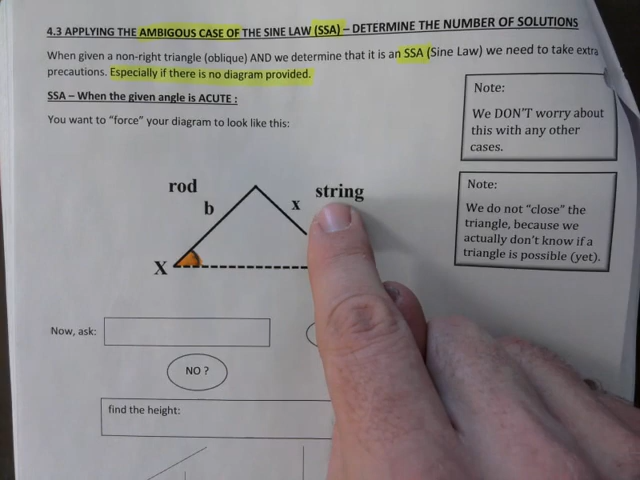 4.3 APPLYING THE AMBIGOUS CASE OF THE SINE LAW (SSA) – DETERMINE THE NUMBER OF SOLUTIONS
When given a non-right triangle (oblique) AND we determine that it is an SSA (Sine Law) we need to take extra
precautions. Especially if there is no diagram provided.
SSA – When the given angle is ACUTE :
You want to "force" your diagram to look like this:
Note:
We DON'T worry about
this with any other
cases.
rod
b
x
string
X
Note:
We do not "close" the
triangle, because we
actually don't know if a
triangle is possible (yet).
Now, ask:
NO ?
find the height: